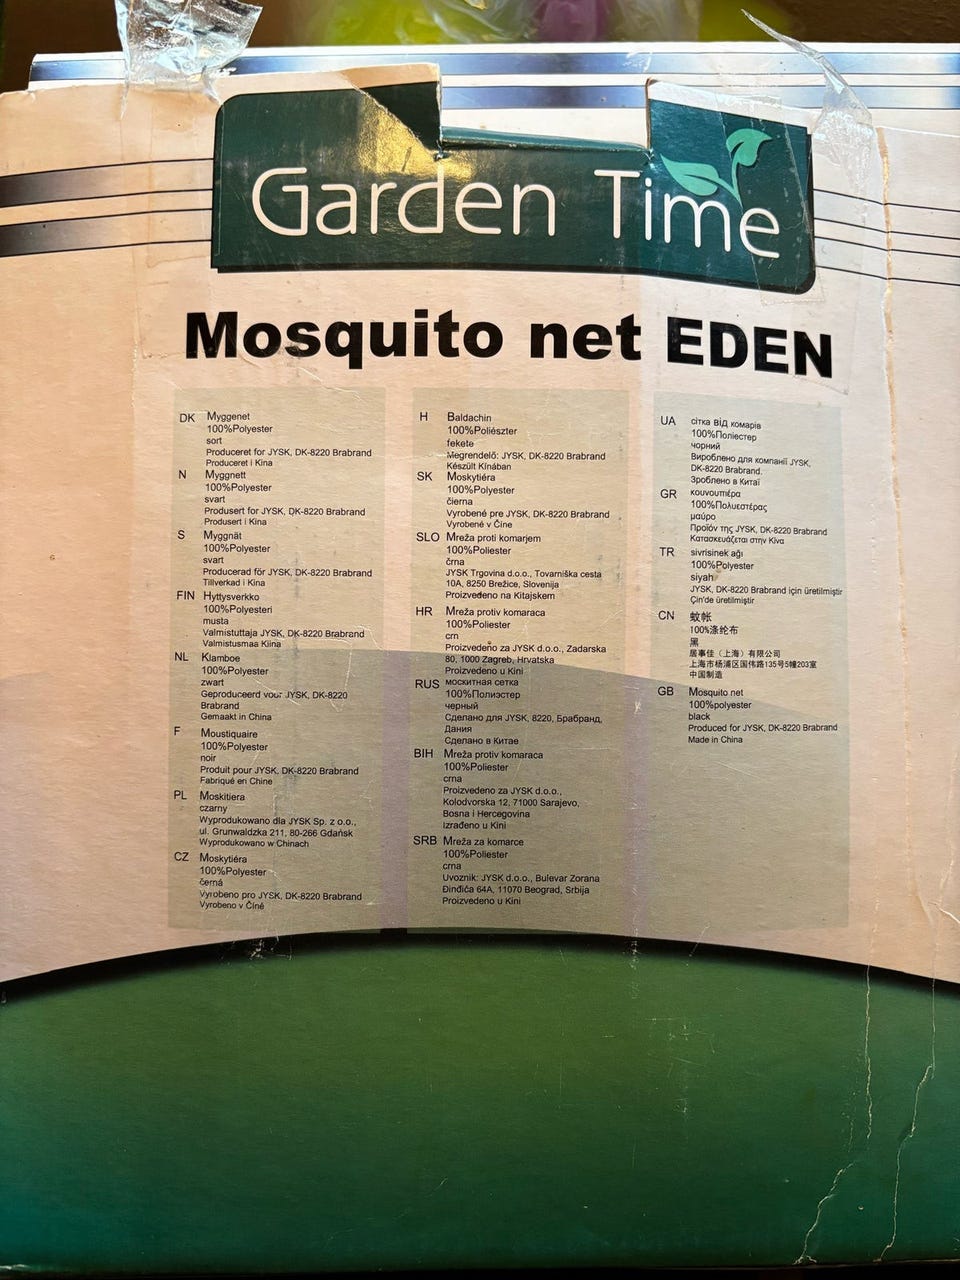 Garden Time
Mosquito net EDEN
DK Myggenet
100%Polyester
sort
Produceret for JYSK, DK-8220 Brabrand
Produceret i Kina
N Myggnett
100%Polyester
svart
Produsert for JYSK, DK-8220 Brabrand
Produsert i Kina
S Myggnät
100%Polyester
svart
Producerad för JYSK, DK-8220 Brabrand
Tillverkad i Kina
FIN Hyttysverkko
100%Polyesteri
musta
Valmistuttaja JYSK, DK-8220 Brabrand
Valmistusmaa Kiina
NL Klamboe
100%Polyester
zwart
Geproduceerd voor JYSK, DK-8220
Brabrand
Gemaakt in China
F Moustiquaire
100%Polyester
noir
Produit pour JYSK, DK-8220 Brabrand
Fabriqué en Chine
PL Moskitiera
czarny
Wyprodukowano dla JYSK Sp. z o.o.,
ul. Grunwaldzka 211, 80-266 Gdańsk
Wyprodukowano w Chinach
CZ Moskytiéra
100%Polyester
černá
Vyrobeno pro JYSK, DK-8220 Brabrand
Vyrobeno v Číně
H Baldachin
100%Poliészter
fekete
Megrendelő: JYSK, DK-8220 Brabrand
Készült Kínában
SK Moskytiéra
100%Polyester
čierna
Vyrobené pre JYSK, DK-8220 Brabrand
Vyrobené v Číne
SLO Mreža proti komarjem
100%Poliester
črna
JYSK Trgovina d.o.o., Tovarniška cesta
10A, 8250 Brežice, Slovenija
Proizvedeno na Kitajskem
HR Mreža protiv komaraca
100%Poliester
crn
Proizvedeno za JYSK d.o.o., Zadarska
80, 1000 Zagreb, Hrvatska
Proizvedeno u Kini
RUS москитная сетка
100%Полиэстер
черный
Сделано для JYSK, 8220, Брабранд,
Дания
Сделано в Китае
BIH Mreža protiv komaraca
100%Poliester
crna
Proizvedeno za JYSK d.o.o.,
Kolodvorska 12, 71000 Sarajevo,
Bosna i Hercegovina
Izrađeno u Kini
SRB Mreža za komarce
100%Poliester
crna
Uvoznik: JYSK d.o.o., Bulevar Zorana
Đinđića 64A, 11070 Beograd, Srbija
Proizvedeno u Kini
UA сітка від комарів
100%Поліестер
чорний
Вироблено для компанії JYSK,
DK-8220 Brabrand.
Зроблено в Китаї
GR κουνουπιέρα
100%Πολυεστέρας
μαύρο
Προϊόν της JYSK, DK-8220 Brabrand
Κατασκευάζεται στην Κίνα
TR sivrisinek ağı
100%Polyester
siyah
JYSK, DK-8220 Brabrand için üretilmiştir
Çin'de üretilmiştir
CN 蚊帐
100%涤纶布
黑
居事佳（上海）有限公司
上海市杨浦区国伟路135号5幢203室
中国制造
GB Mosquito net
100%polyester
black
Produced for JYSK, DK-8220 Brabrand
Made in China